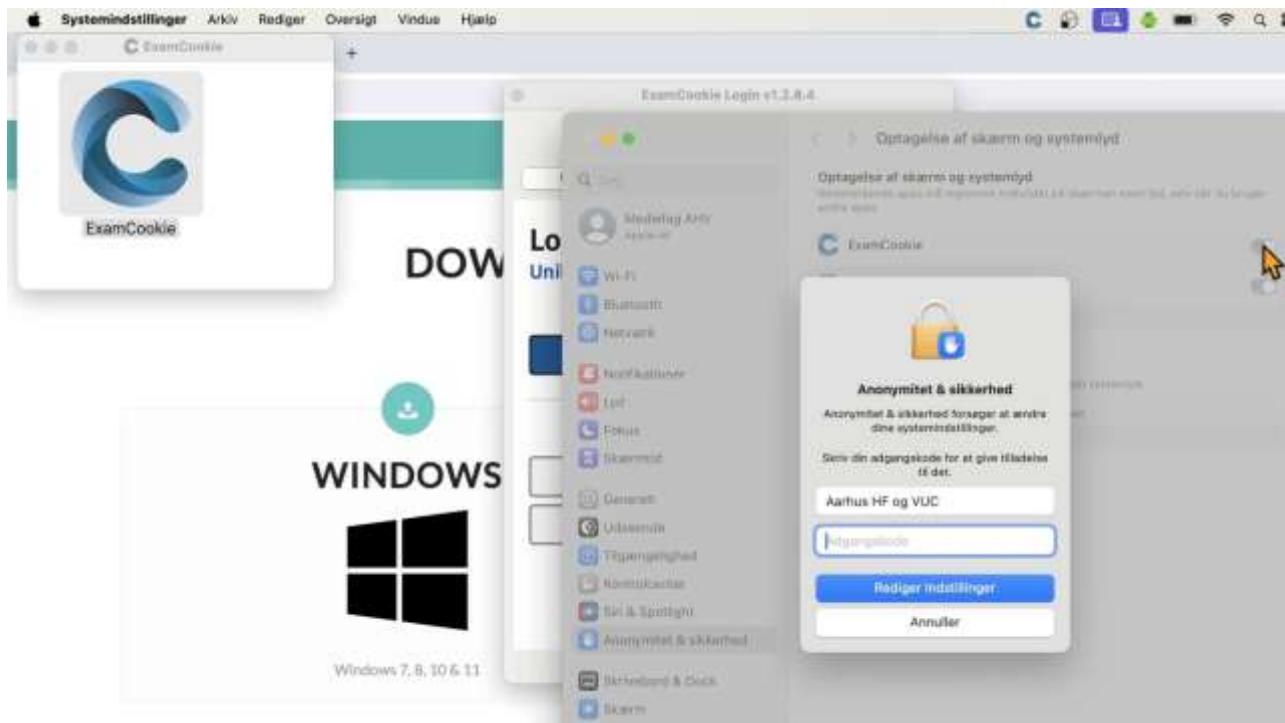 Systemindstillinger Arkiv Rediger Oversigt Vindue Hjælp
ExamCookie
+
ExamCookie
DOW
WINDOWS
Windows 7, 8, 10 & 11
ExamCookie Login v1.2.8.4
Lo
Uni
Søg
Wi-Fi
Bluetooth
Netværk
Notifikationer
Lyd
Fokus
Skærmtid
Generelt
Udseende
Tilgængelighed
Kontrolcenter
Siri & Spotlight
Anonymitet & sikkerhed
Skrivebord & Dock
Skærm
Optagelse af skærm og systemlyd
Optagelse af skærm og systemlyd
ExamCookie
Anonymitet & sikkerhed
Anonymitet & sikkerhed forsøger at ændre
dine systemindstillinger.
Skriv din adgangskode for at give tilladelse
til det.
Aarhus HF og VUC
Adgangskode
Rediger indstillinger
Annuller